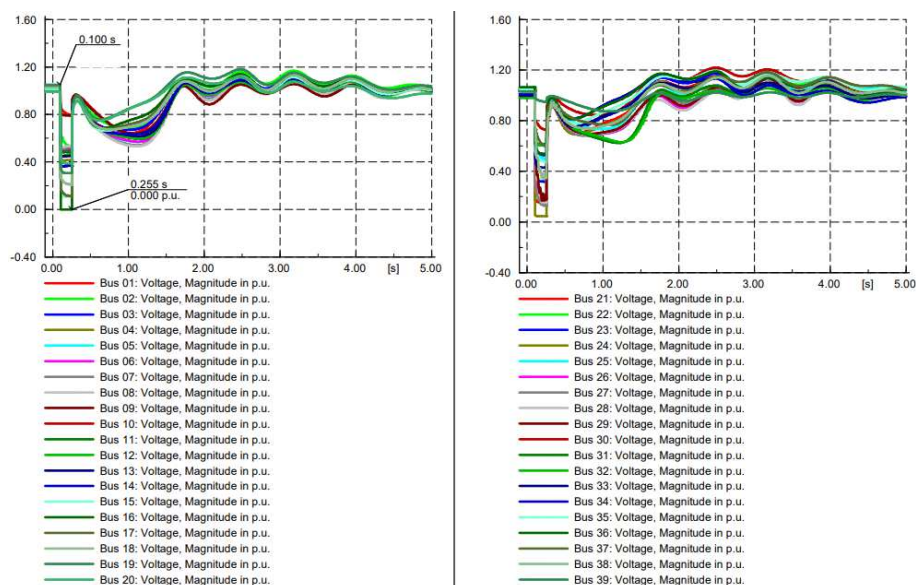 1.60
0.100 s
1.20
0.80
0.40
0.255 s
0.000 p.u.
0.00
-0.40
0.00 1.00 2.00 3.00 4.00 [s] 5.00
Bus 01: Voltage, Magnitude in p.u.
Bus 02: Voltage, Magnitude in p.u.
Bus 03: Voltage, Magnitude in p.u.
Bus 04: Voltage, Magnitude in p.u.
Bus 05: Voltage, Magnitude in p.u.
Bus 06: Voltage, Magnitude in p.u.
Bus 07: Voltage, Magnitude in p.u.
Bus 08: Voltage, Magnitude in p.u.
Bus 09: Voltage, Magnitude in p.u.
Bus 10: Voltage, Magnitude in p.u.
Bus 11: Voltage, Magnitude in p.u.
Bus 12: Voltage, Magnitude in p.u.
Bus 13: Voltage, Magnitude in p.u.
Bus 14: Voltage, Magnitude in p.u.
Bus 15: Voltage, Magnitude in p.u.
Bus 16: Voltage, Magnitude in p.u.
Bus 17: Voltage, Magnitude in p.u.
Bus 18: Voltage, Magnitude in p.u.
Bus 19: Voltage, Magnitude in p.u.
Bus 20: Voltage, Magnitude in p.u.
1.60
1.20
0.80
0.40
0.00
-0.40
0.00 1.00 2.00 3.00 4.00 [s] 5.00
Bus 21: Voltage, Magnitude in p.u.
Bus 22: Voltage, Magnitude in p.u.
Bus 23: Voltage, Magnitude in p.u.
Bus 24: Voltage, Magnitude in p.u.
Bus 25: Voltage, Magnitude in p.u.
Bus 26: Voltage, Magnitude in p.u.
Bus 27: Voltage, Magnitude in p.u.
Bus 28: Voltage, Magnitude in p.u.
Bus 29: Voltage, Magnitude in p.u.
Bus 30: Voltage, Magnitude in p.u.
Bus 31: Voltage, Magnitude in p.u.
Bus 32: Voltage, Magnitude in p.u.
Bus 33: Voltage, Magnitude in p.u.
Bus 34: Voltage, Magnitude in p.u.
Bus 35: Voltage, Magnitude in p.u.
Bus 36: Voltage, Magnitude in p.u.
Bus 37: Voltage, Magnitude in p.u.
Bus 38: Voltage, Magnitude in p.u.
Bus 39: Voltage, Magnitude in p.u.